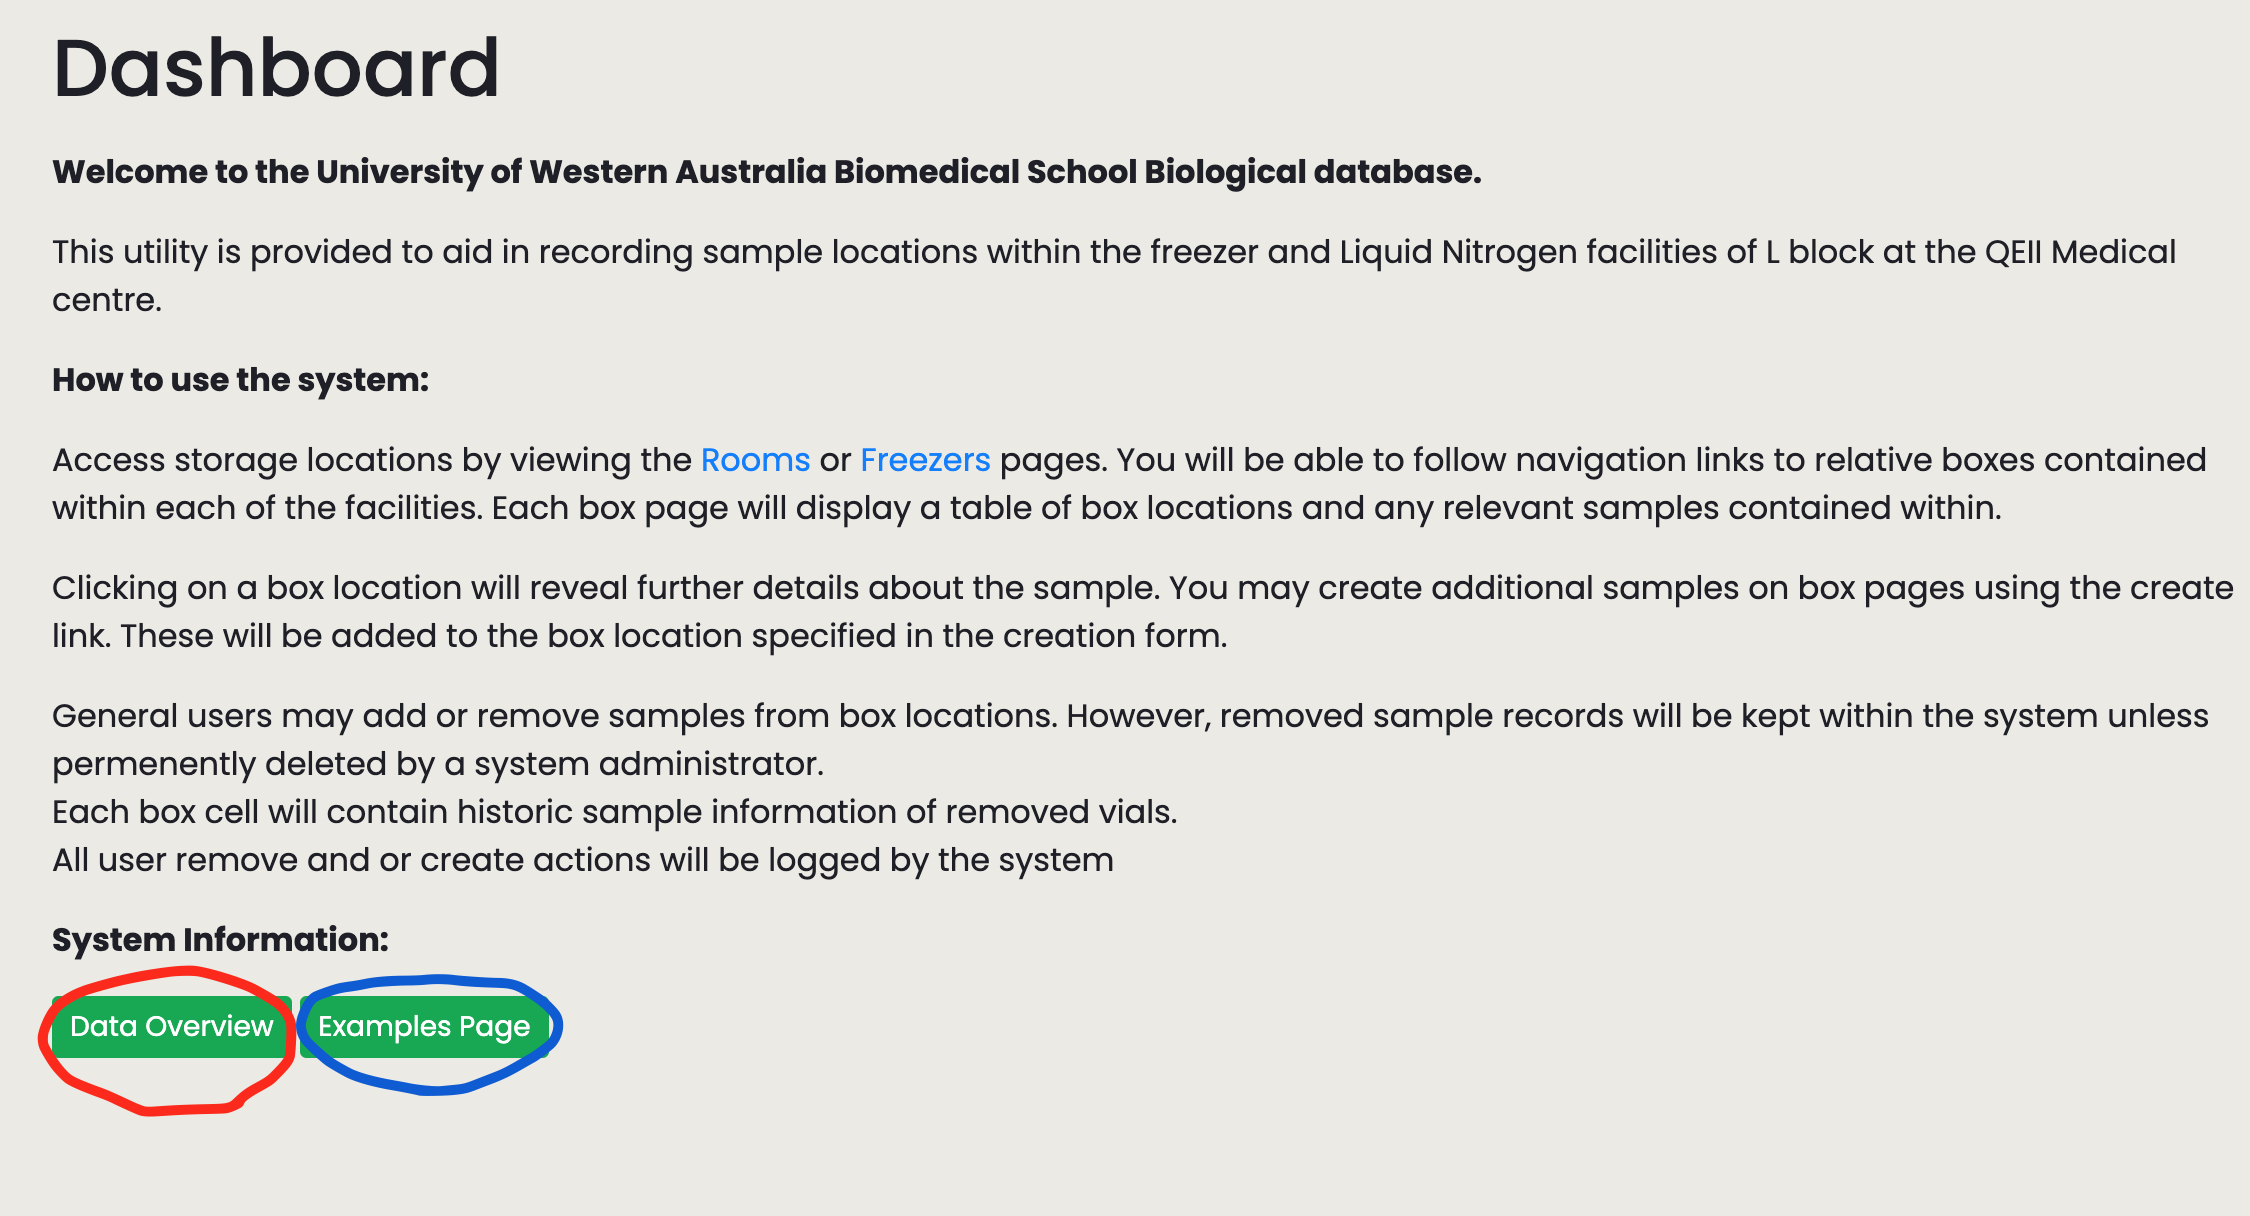 Dashboard
Welcome to the University of Western Australia Biomedical School Biological database.
This utility is provided to aid in recording sample locations within the freezer and Liquid Nitrogen facilities of L block at the QEII Medical
centre.
How to use the system:
Access storage locations by viewing the Rooms or Freezers pages. You will be able to follow navigation links to relative boxes contained
within each of the facilities. Each box page will display a table of box locations and any relevant samples contained within.
Clicking on a box location will reveal further details about the sample. You may create additional samples on box pages using the create
link. These will be added to the box location specified in the creation form.
General users may add or remove samples from box locations. However, removed sample records will be kept within the system unless
permenently deleted by a system administrator.
Each box cell will contain historic sample information of removed vials.
All user remove and or create actions will be logged by the system
System Information:
Data Overview Examples Page